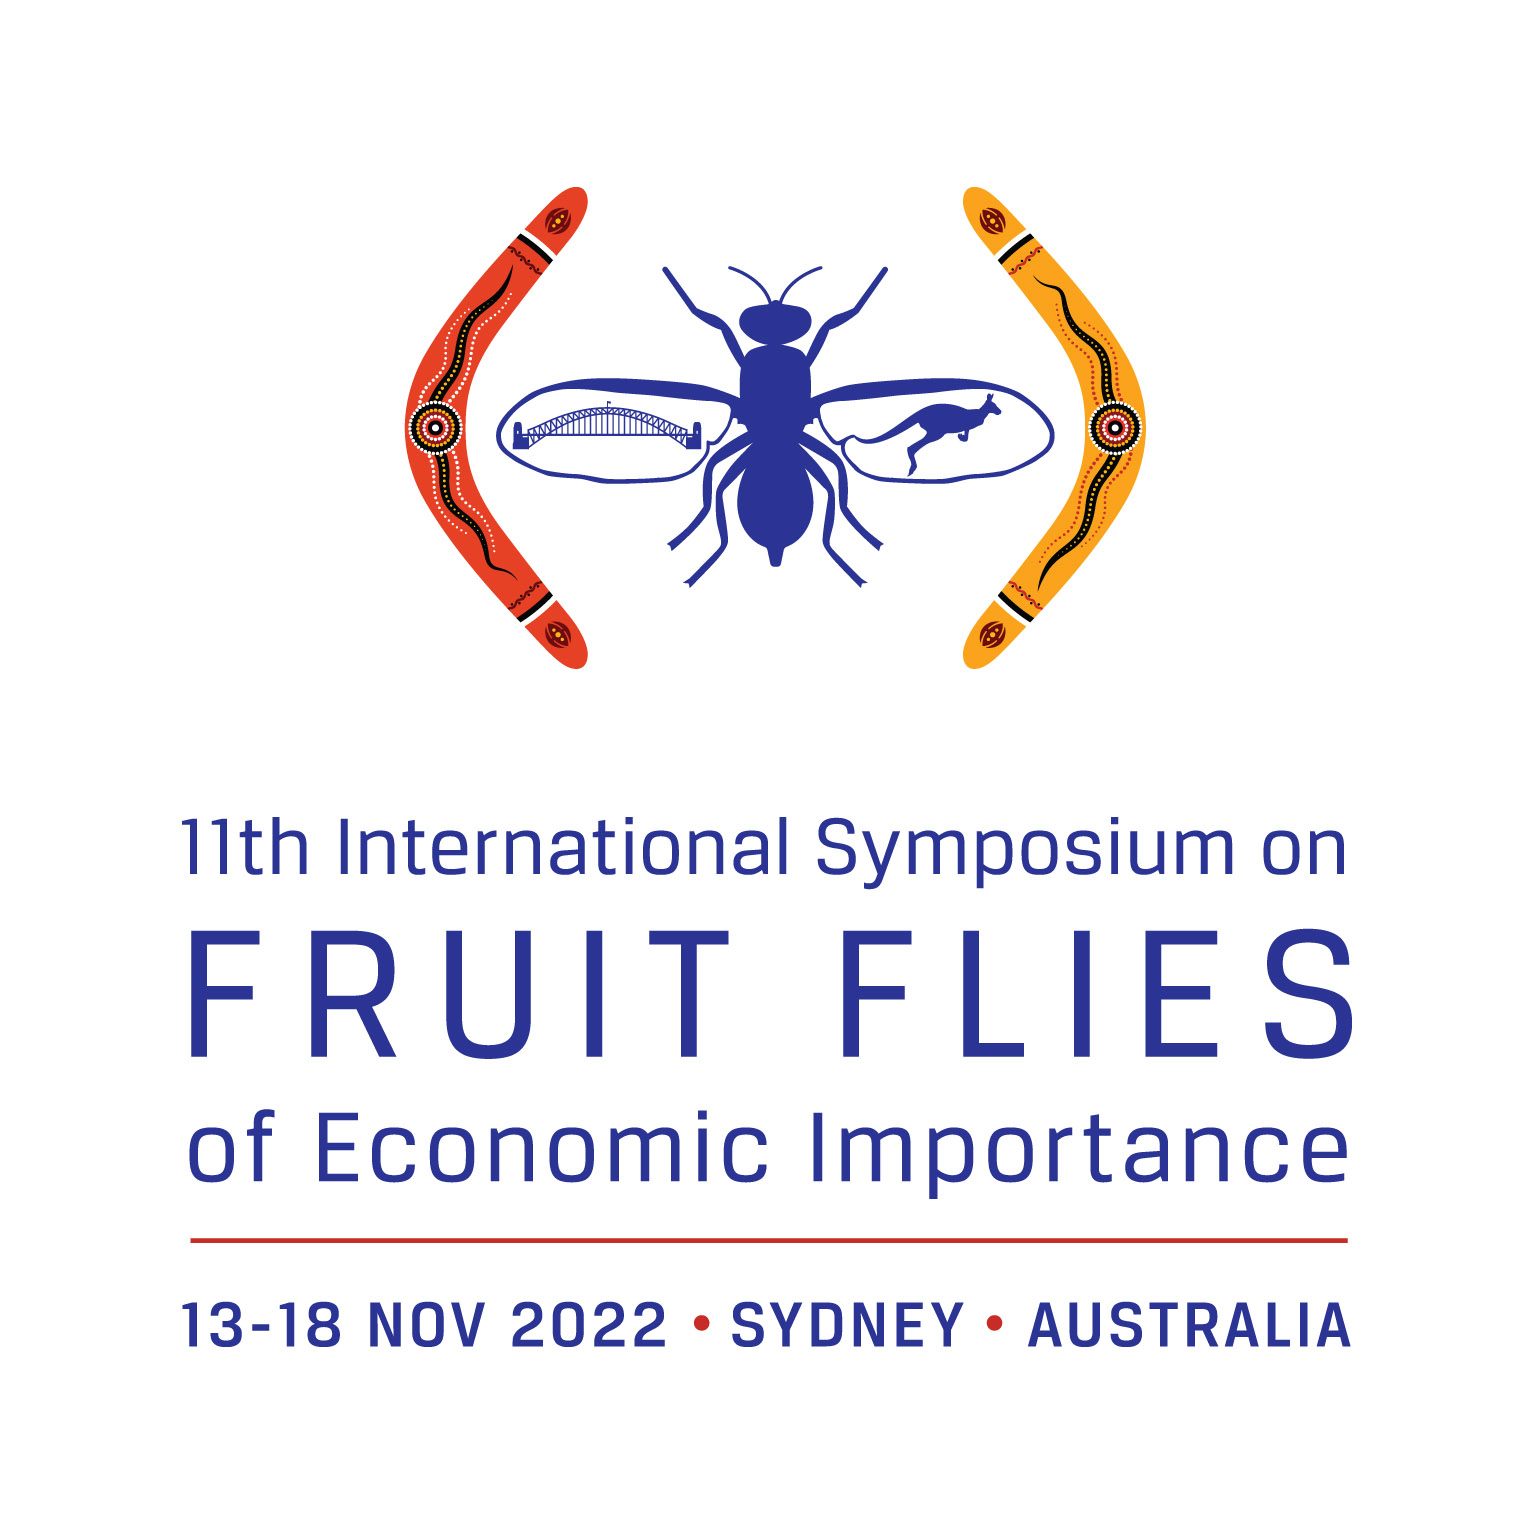 11th International Symposium on
FRUIT FLIES
of Economic Importance
13-18 NOV 2022 • SYDNEY • AUSTRALIA